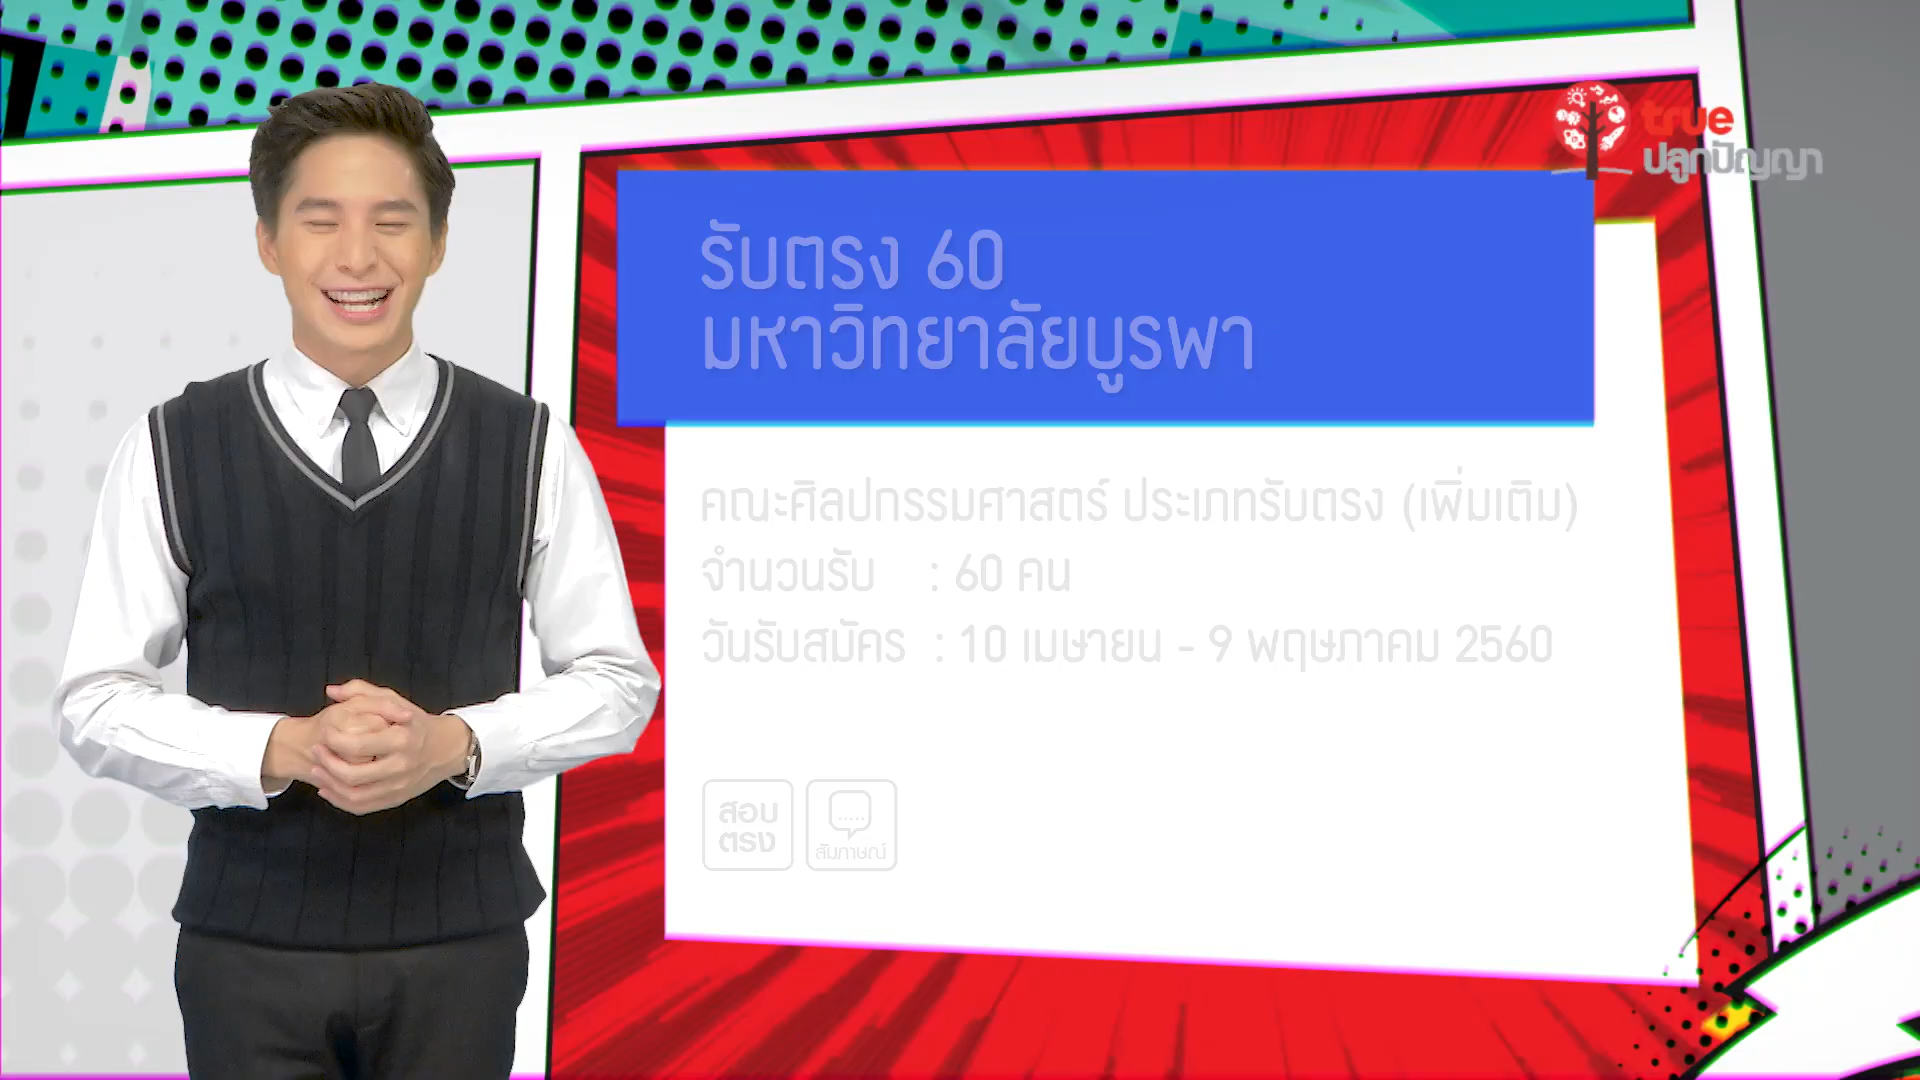 true
ปลูกปัญญา
รับตรง 60
มหาวิทยาลัยบูรพา
คณะศิลปกรรมศาสตร์ ประเภทรับตรง (เพิ่มเติม)
จำนวนรับ : 60 คน
วันรับสมัคร : 10 เมษายน - 9 พฤษภาคม 2560
สอบ
ตรง
สัมภาษณ์